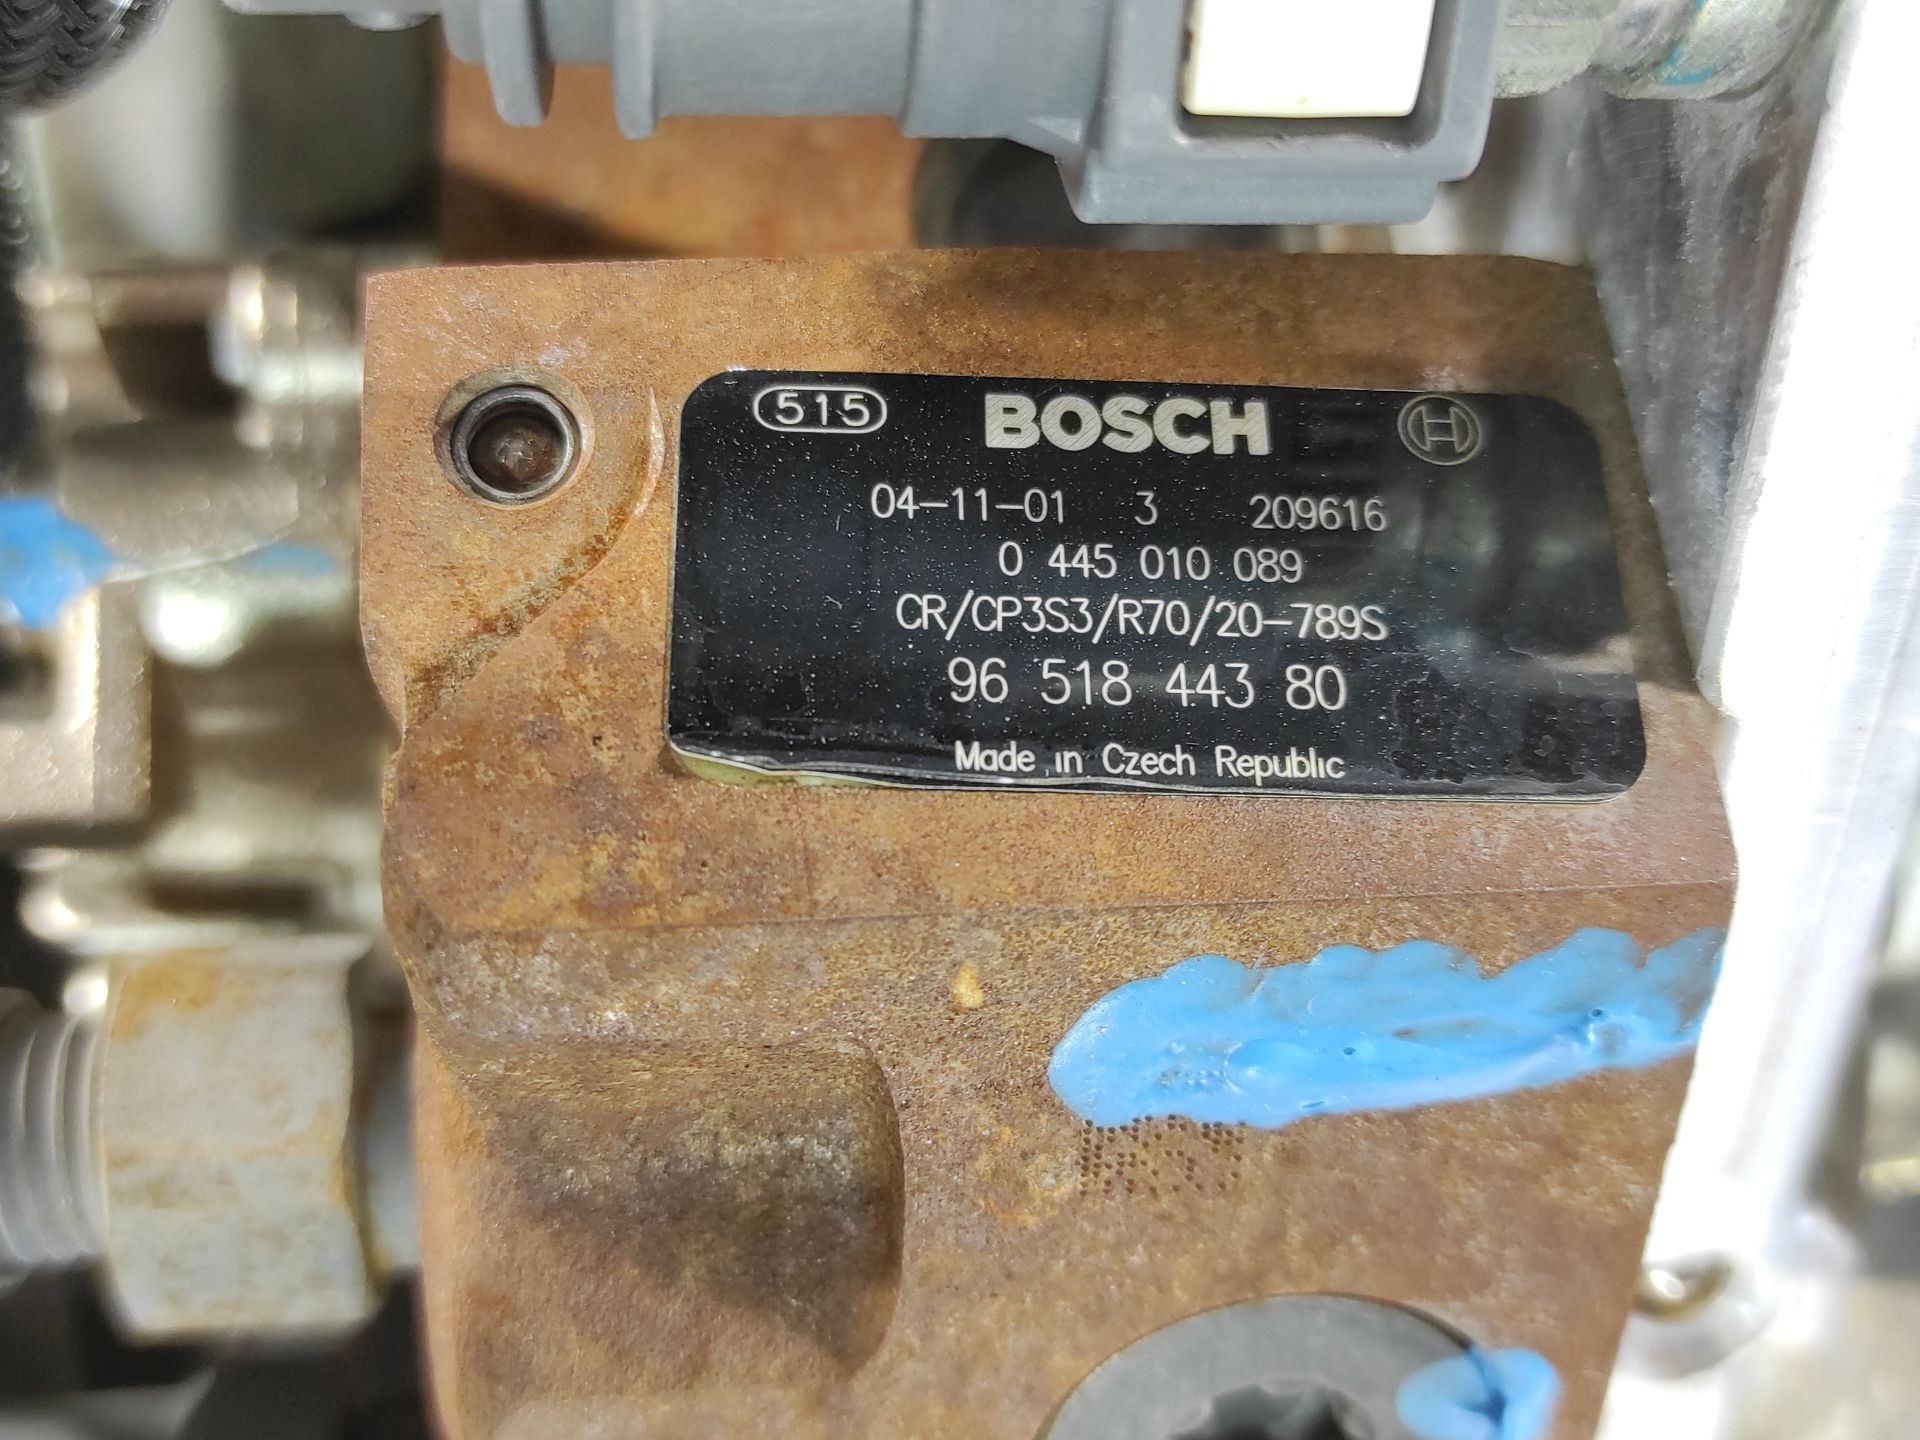 515 BOSCH H
04-11-01 3 209616
0 445 010 089
CR/CP3S3/R70/20-789S
96 518 443 80
Made in Czech Republic